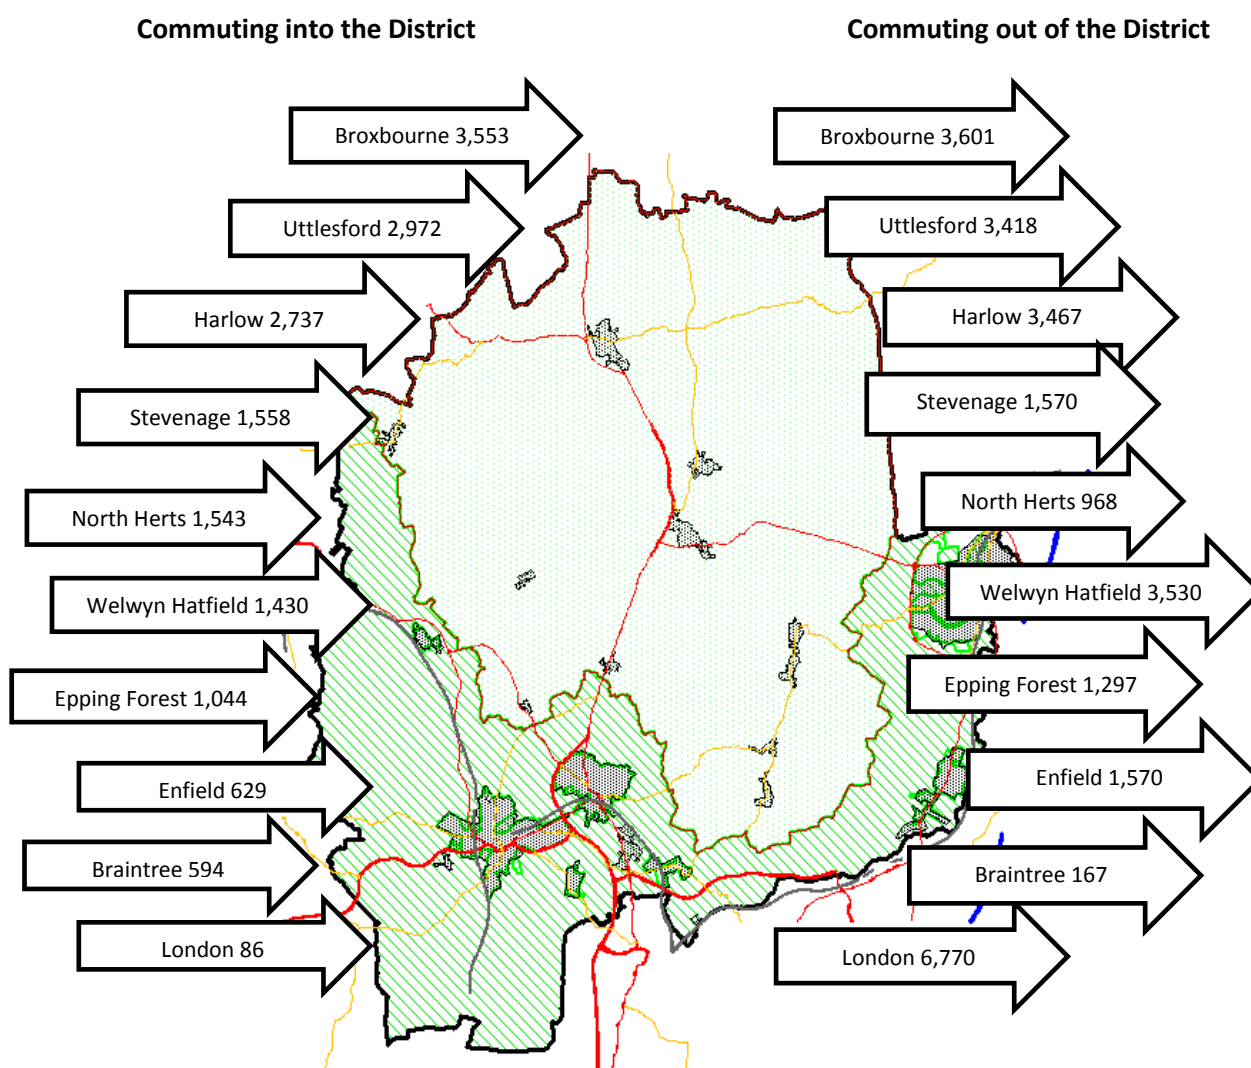 Commuting into the District
Commuting out of the District
Broxbourne 3,553
Broxbourne 3,601
Uttlesford 2,972
Uttlesford 3,418
Harlow 2,737
Harlow 3,467
Stevenage 1,558
Stevenage 1,570
North Herts 1,543
North Herts 968
Welwyn Hatfield 1,430
Welwyn Hatfield 3,530
Epping Forest 1,044
Epping Forest 1,297
Enfield 629
Enfield 1,570
Braintree 594
Braintree 167
London 86
London 6,770